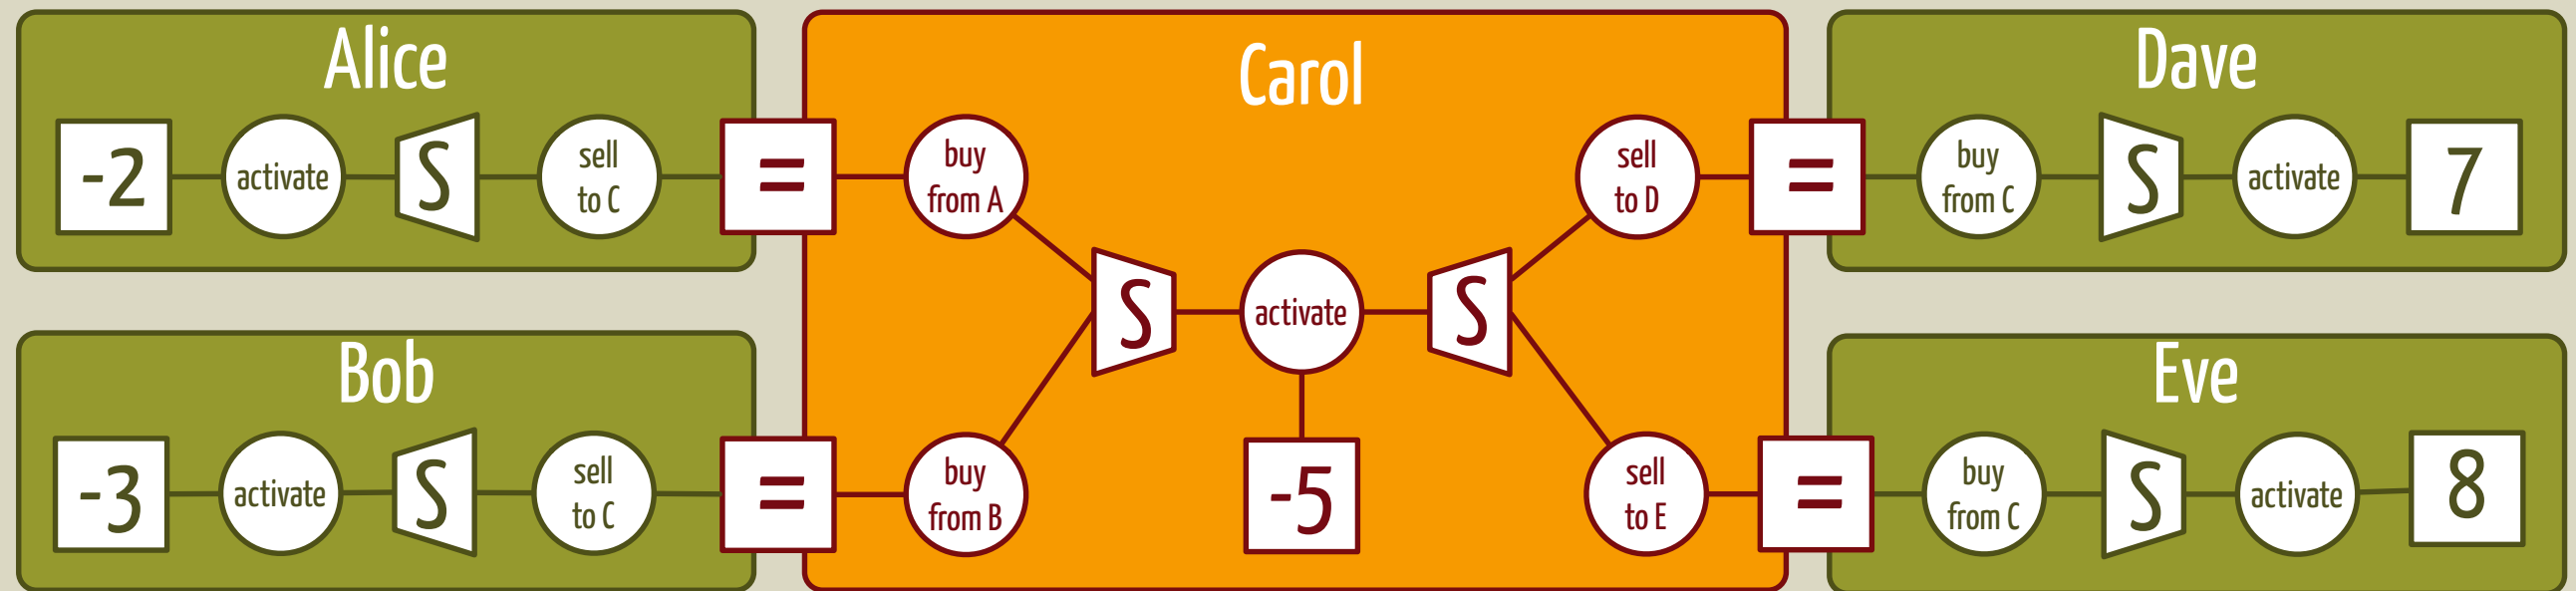 Alice
-2
activate
S
sell
to C
=
Bob
-3
activate
S
sell
to C
=
Carol
buy
from A
buy
from B
S
activate
-5
S
sell
to D
sell
to E
=
=
Dave
buy
from C
S
activate
7
Eve
buy
from C
S
activate
8